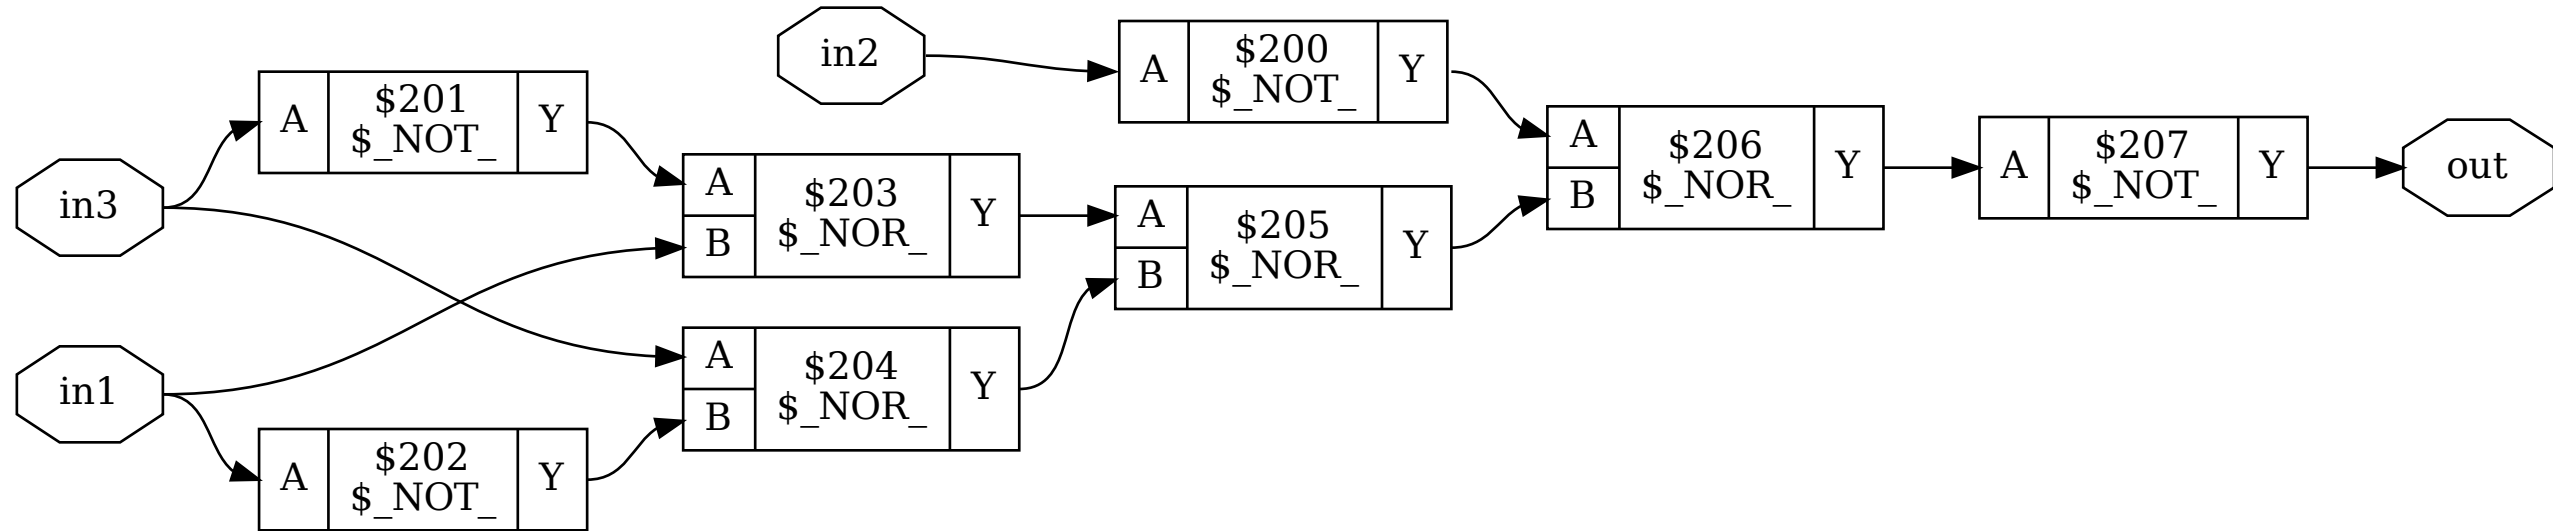 in2
A
$200
$_NOT_
Y
A
$201
$_NOT_
Y
in3
A
B
$203
$_NOR_
Y
A
B
$205
$_NOR_
Y
A
B
$206
$_NOR_
Y
A
$207
$_NOT_
Y
out
in1
A
B
$204
$_NOR_
Y
A
$202
$_NOT_
Y